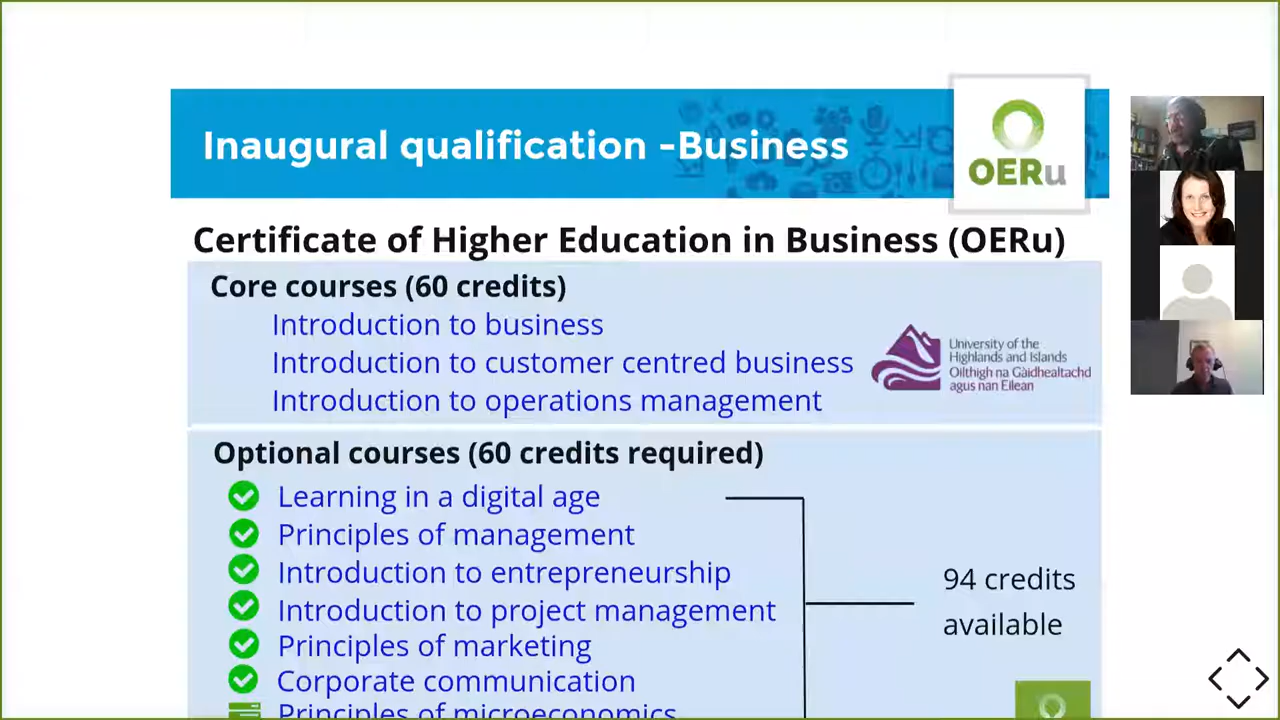 Inaugural qualification -Business
OERu
Certificate of Higher Education in Business (OERu)
Core courses (60 credits)
Introduction to business
Introduction to customer centred business
Introduction to operations management
University of the
Highlands and Islands
Oilthigh na Gàidhealtachd
agus nan Eilean
Optional courses (60 credits required)
Learning in a digital age
Principles of management
Introduction to entrepreneurship
Introduction to project management
Principles of marketing
Corporate communication
Principles of microeconomics
94 credits
available